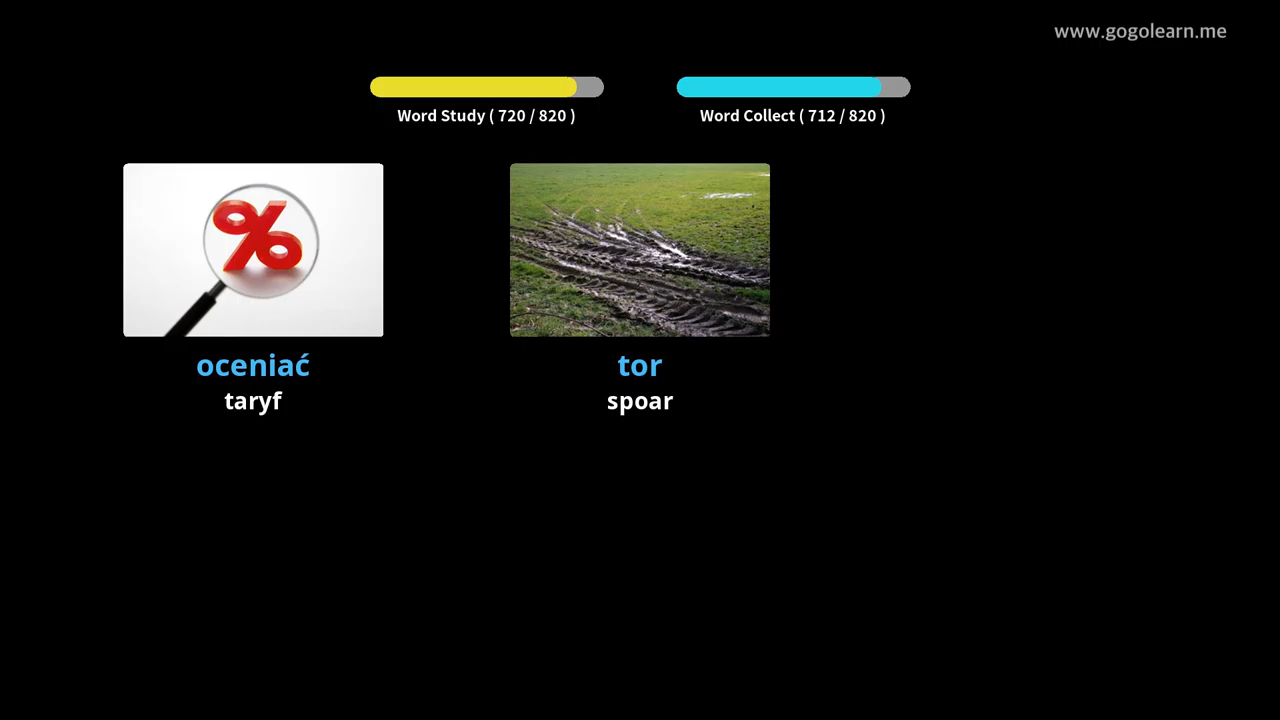 www.gogolearn.me
Word Study ( 720 / 820 )
Word Collect ( 712 / 820 )
%
oceniać
tor
taryf
spoar